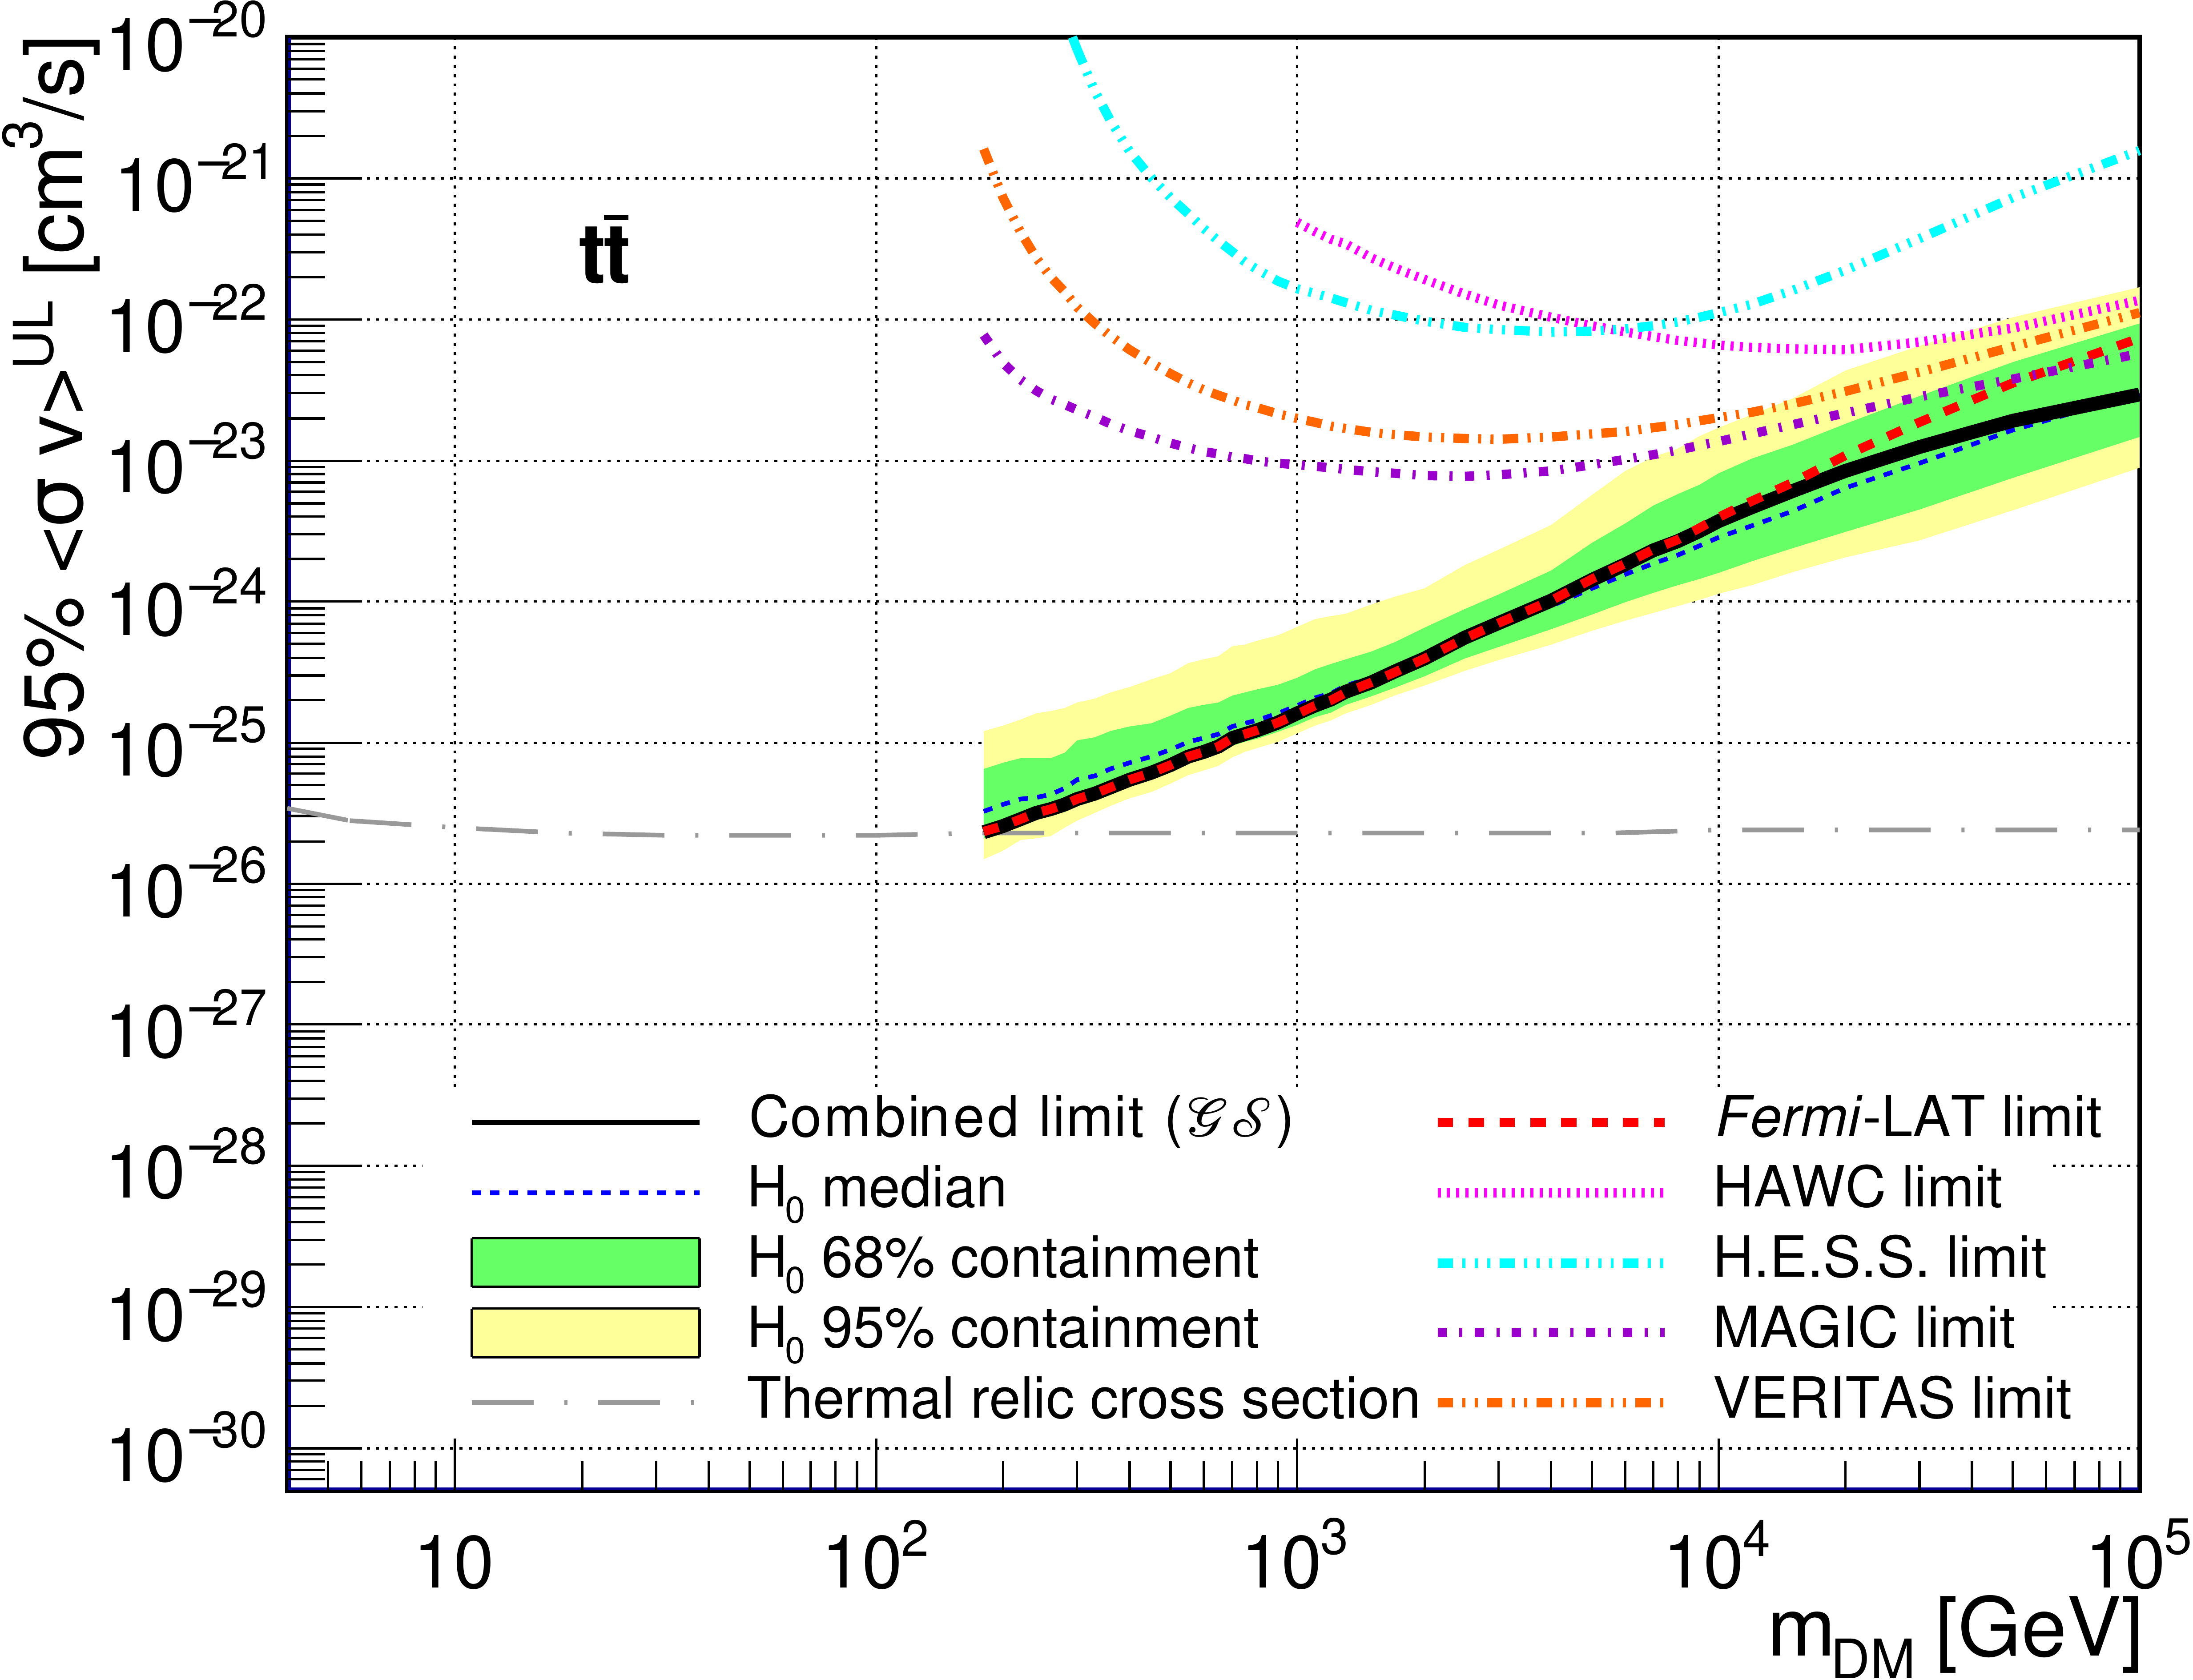 95% <σ v>^UL [cm³/s]
10⁻²⁰
10⁻²¹
10⁻²²
10⁻²³
10⁻²⁴
10⁻²⁵
10⁻²⁶
10⁻²⁷
10⁻²⁸
10⁻²⁹
10⁻³⁰
tt̄
Combined limit (𝒢𝒮)
H₀ median
H₀ 68% containment
H₀ 95% containment
Thermal relic cross section
Fermi-LAT limit
HAWC limit
H.E.S.S. limit
MAGIC limit
VERITAS limit
10 10² 10³ 10⁴ 10⁵
m_DM [GeV]